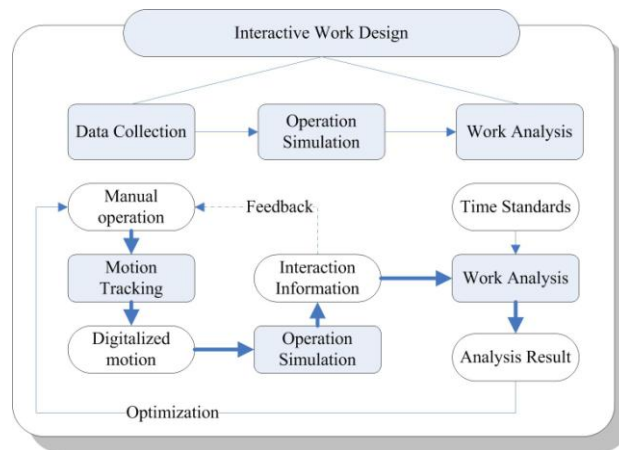 Interactive Work Design
Data Collection
Operation
Simulation
Work Analysis
Manual
operation
Feedback
Time Standards
Motion
Tracking
Interaction
Information
Work Analysis
Digitalized
motion
Operation
Simulation
Analysis Result
Optimization